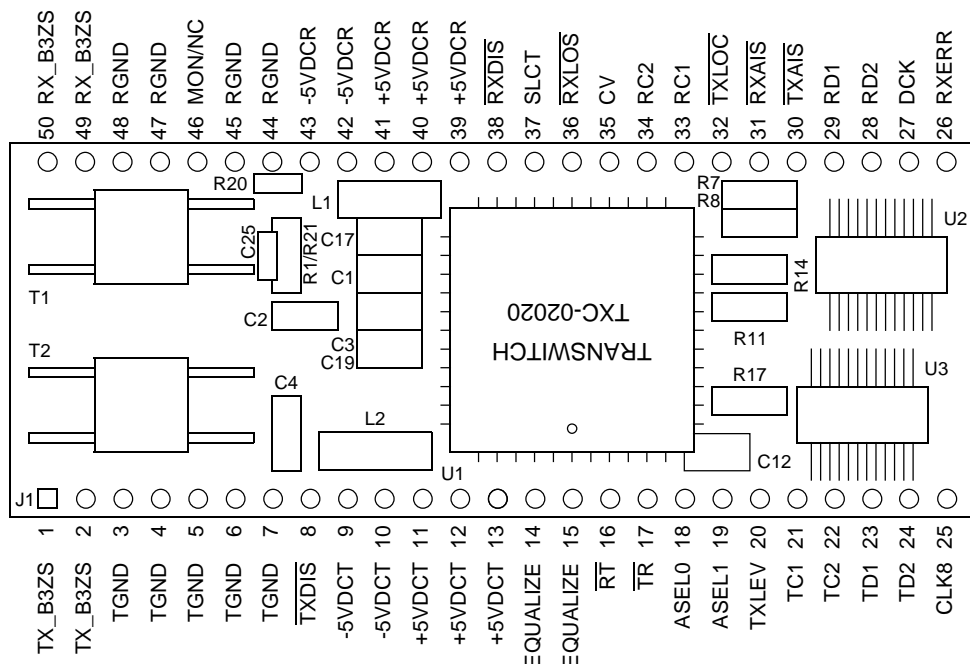 50 RX_B3ZS
49 RX_B3ZS
48 RGND
47 RGND
46 MON/NC
45 RGND
44 RGND
43 -5VDCR
42 -5VDCR
41 +5VDCR
40 +5VDCR
39 +5VDCR
38 RXDIS
37 SLCT
36 RXLOS
35 CV
34 RC2
33 RC1
32 TXLOC
31 RXAIS
30 TXAIS
29 RD1
28 RD2
27 DCK
26 RXERR
R20
L1
R7
R8
U2
C25
R1/R21
C17
C1
R14
T1
C2
TRANSWITCH
TXC-02020
R11
T2
C3
C19
C4
R17
U3
L2
U1
C12
J1
1 TX_B3ZS
2 TX_B3ZS
3 TGND
4 TGND
5 TGND
6 TGND
7 TGND
8 TXDIS
9 -5VDCT
10 -5VDCT
11 +5VDCT
12 +5VDCT
13 +5VDCT
14 EQUALIZE
15 EQUALIZE
16 RT
17 TR
18 ASEL0
19 ASEL1
20 TXLEV
21 TC1
22 TC2
23 TD1
24 TD2
25 CLK8